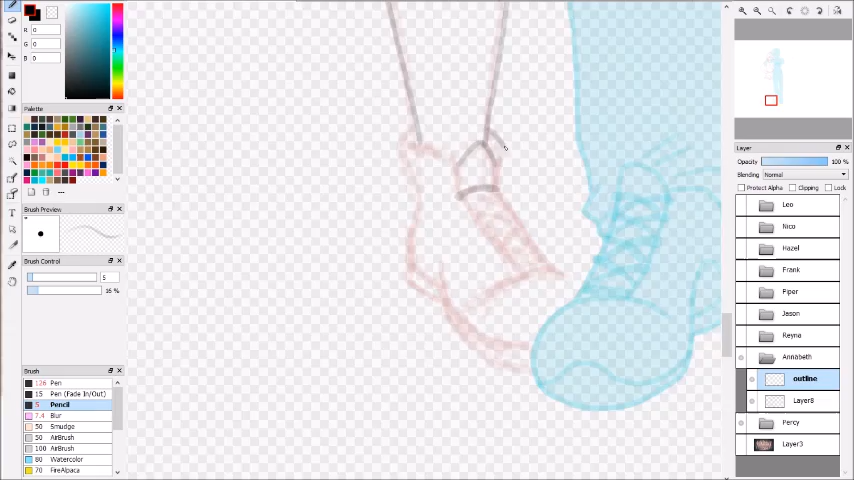 R 0
G 0
B 0
Palette
Brush Preview
Brush Control
5
16 %
Brush
126 Pen
15 Pen (Fade In/Out)
5 Pencil
7.4 Blur
50 Smudge
50 AirBrush
100 AirBrush
80 Watercolor
70 FireAlpaca
Layer
Opacity 100 %
Blending Normal
Protect Alpha Clipping Lock
Leo
Nico
Hazel
Frank
Piper
Jason
Reyna
Annabeth
outline
Layer8
Percy
Layer3